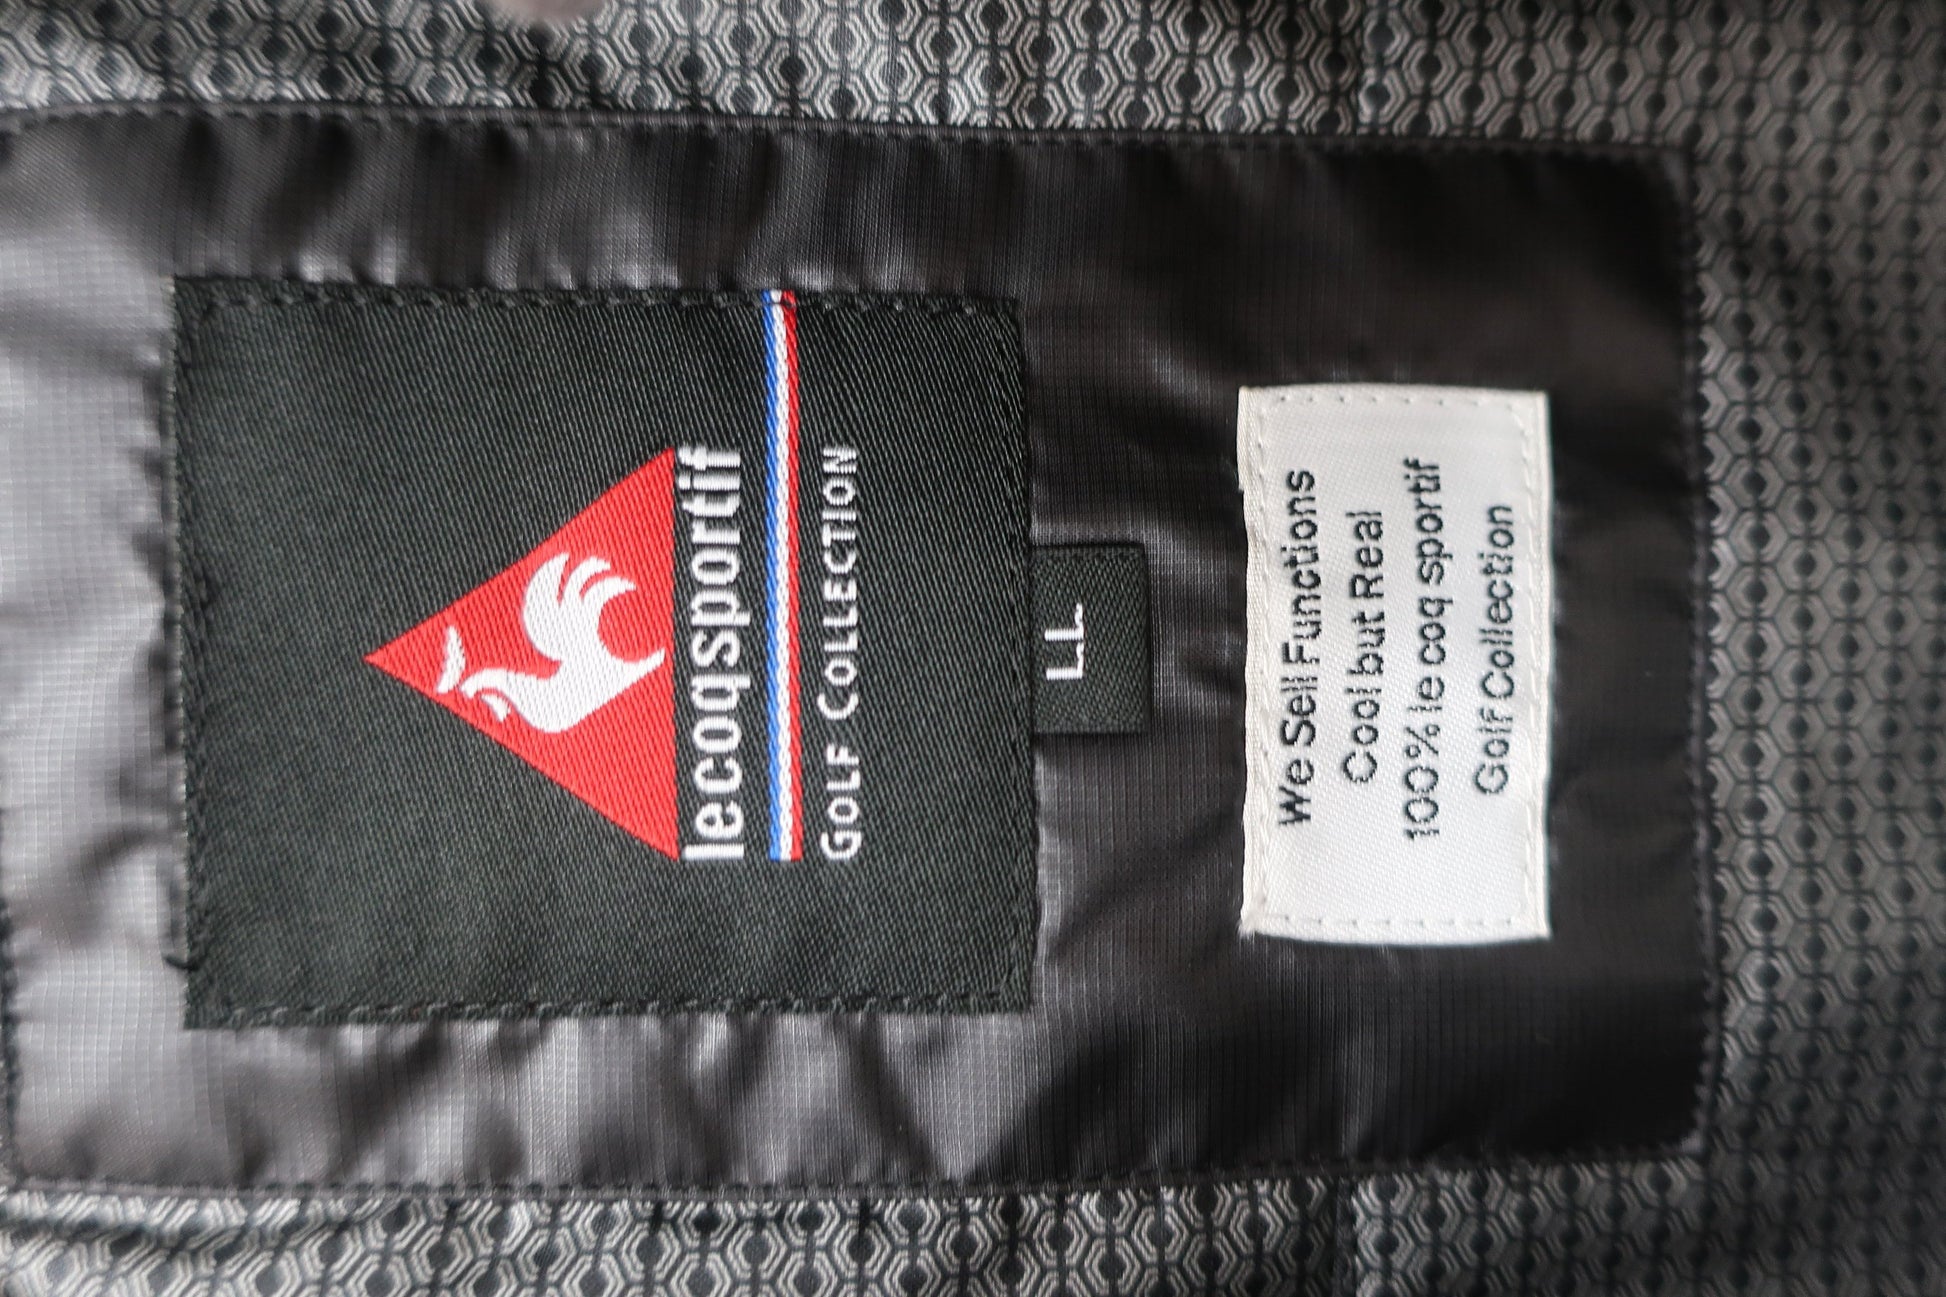 lecoqsportif
GOLF COLLECTION
LL
We Sell Functions
Cool but Real
100% le coq sportif
Golf Collection